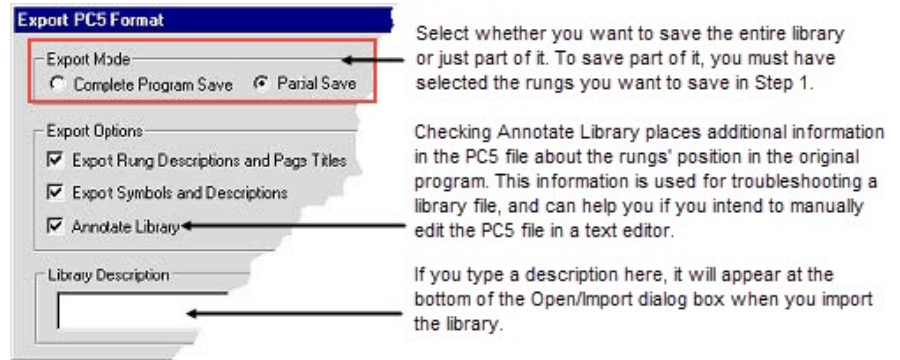 Export PC5 Format
Export Mode
Complete Program Save Partial Save
Select whether you want to save the entire library
or just part of it. To save part of it, you must have
selected the rungs you want to save in Step 1.
Export Options
Expot Rung Descriptions and Page Titles
Expot Symbols and Descriptions
Annotate Library
Checking Annotate Library places additional information
in the PC5 file about the rungs' position in the original
program. This information is used for troubleshooting a
library file, and can help you if you intend to manually
edit the PC5 file in a text editor.
Library Description
If you type a description here, it will appear at the
bottom of the Open/Import dialog box when you import
the library.